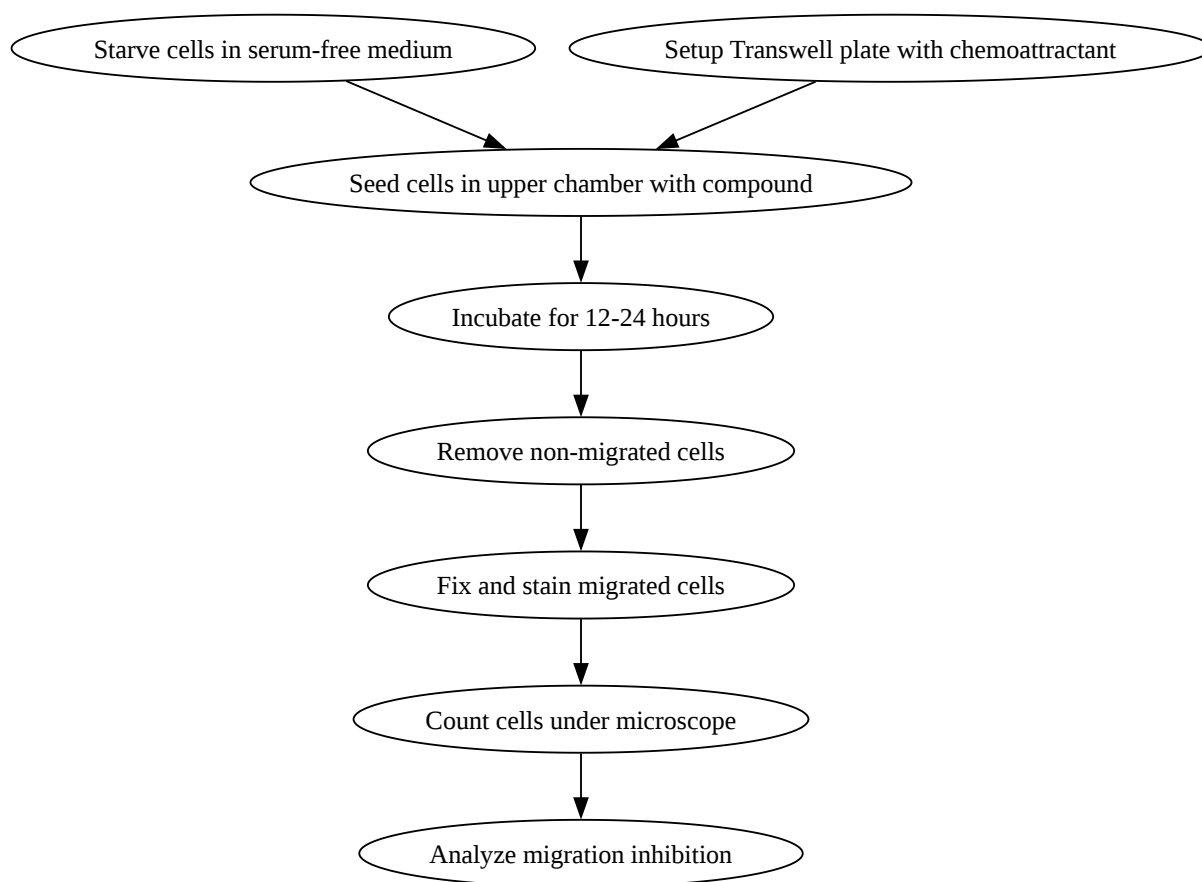 Starve cells in serum-free medium
Setup Transwell plate with chemoattractant
Seed cells in upper chamber with compound
Incubate for 12-24 hours
Remove non-migrated cells
Fix and stain migrated cells
Count cells under microscope
Analyze migration inhibition